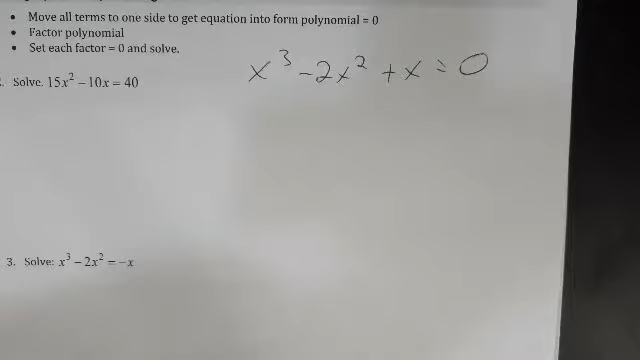 • Move all terms to one side to get equation into form polynomial = 0
• Factor polynomial
• Set each factor = 0 and solve.
x³ - 2x² + x = 0
. Solve. 15x² − 10x = 40
3. Solve: x³ − 2x² = −x